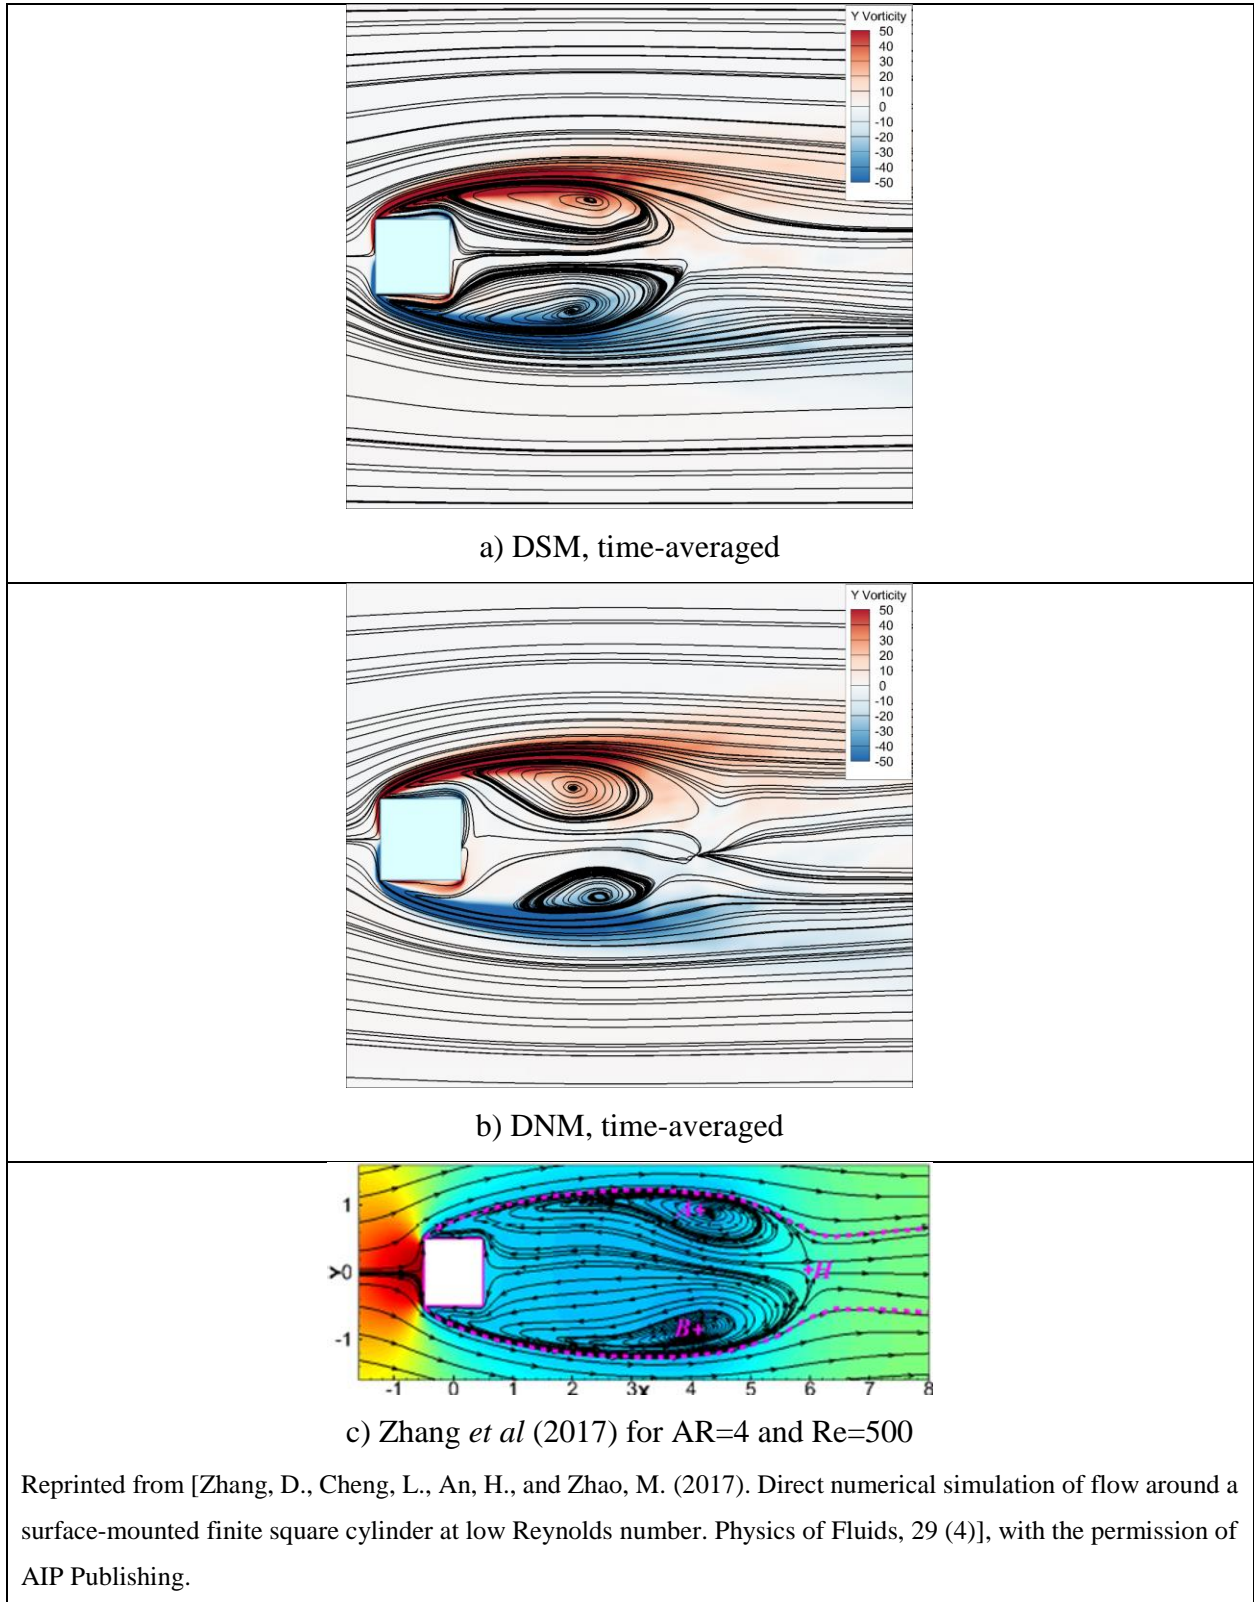 Y Vorticity
50
40
30
20
10
0
-10
-20
-30
-40
-50
a) DSM, time-averaged
Y Vorticity
50
40
30
20
10
0
-10
-20
-30
-40
-50
b) DNM, time-averaged
1
Y 0
-1
A+
+H
B+
-1 0 1 2 3 X 4 5 6 7 8
c) Zhang et al (2017) for AR=4 and Re=500
Reprinted from [Zhang, D., Cheng, L., An, H., and Zhao, M. (2017). Direct numerical simulation of flow around a
surface-mounted finite square cylinder at low Reynolds number. Physics of Fluids, 29 (4)], with the permission of
AIP Publishing.